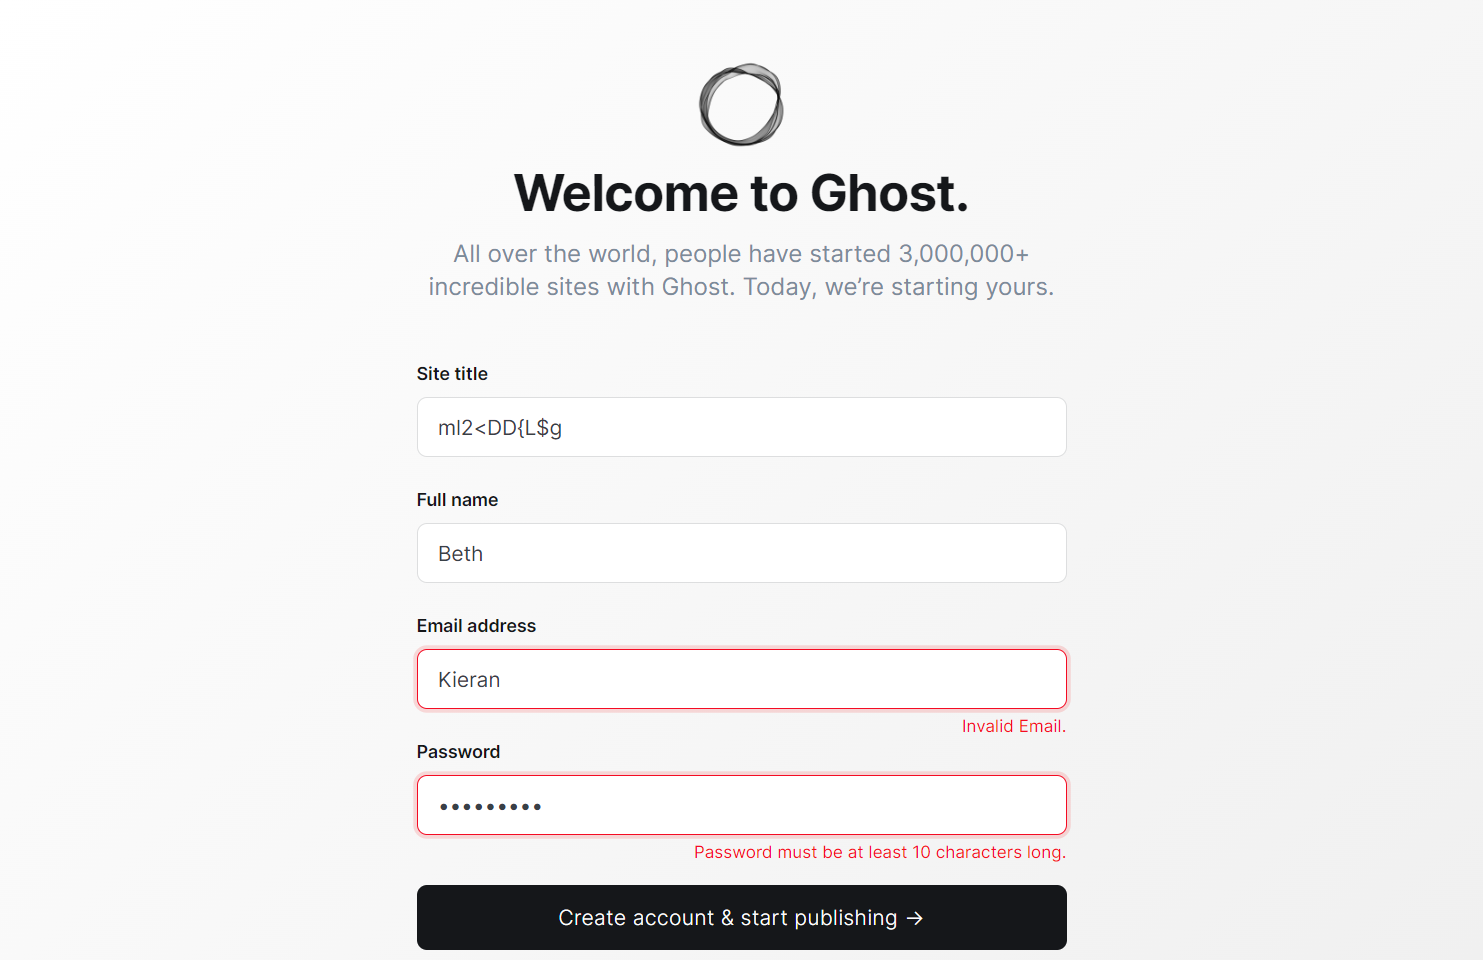 Welcome to Ghost.
All over the world, people have started 3,000,000+
incredible sites with Ghost. Today, we’re starting yours.
Site title
ml2<DD{L$g
Full name
Beth
Email address
Kieran
Invalid Email.
Password
•••••••••
Password must be at least 10 characters long.
Create account & start publishing →